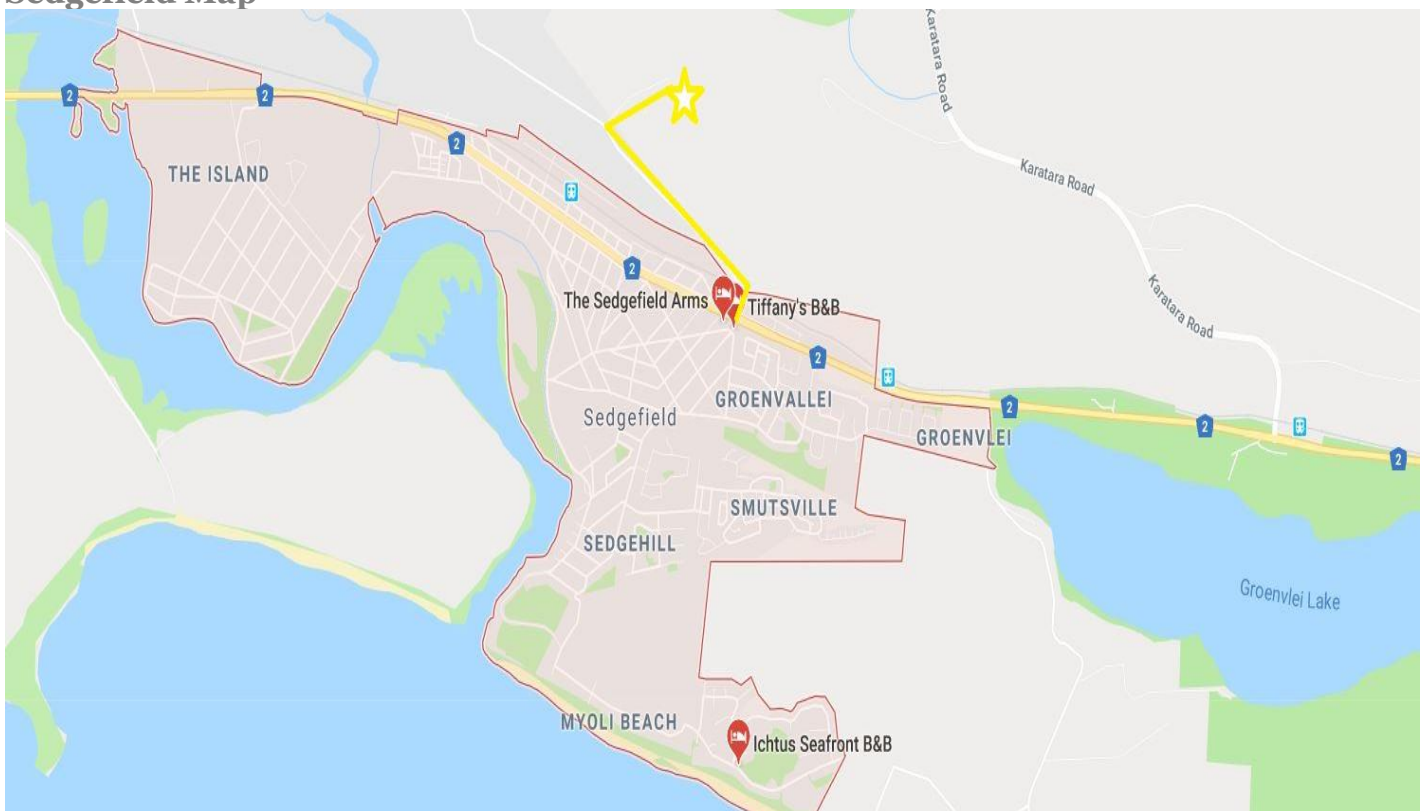 Sedgefield Map
2
2
2
2
2
2
2
2
THE ISLAND
Karatara Road
Karatara Road
Karatara Road
The Sedgefield Arms
Tiffany's B&B
Sedgefield
GROENVALLEI
GROENVLEI
SMUTSVILLE
SEDGEHILL
Groenvlei Lake
MYOLI BEACH
Ichtus Seafront B&B